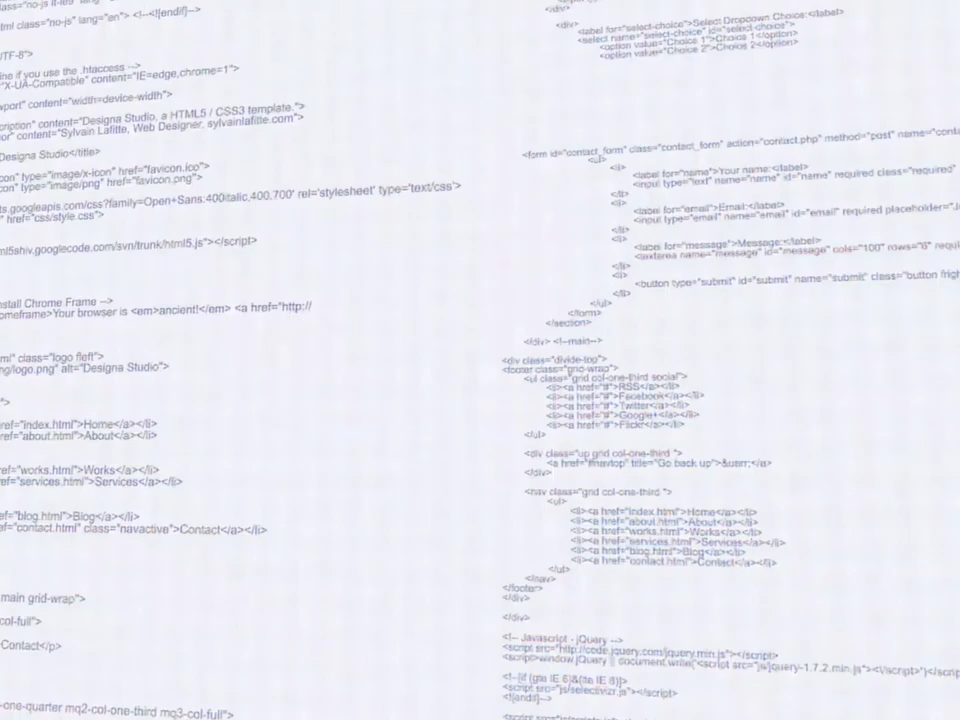 ml class="no-js" lang="en"> <!--<![endif]-->
UTF-8">
ine if you use the .htaccess -->
"X-UA-Compatible" content="IE=edge,chrome=1">
wport" content="width=device-width">
cription" content="Designa Studio, a HTML5 / CSS3 template.">
or" content="Sylvain Lafitte, Web Designer, sylvainlafitte.com">
Designa Studio</title>
con" type="image/x-icon" href="favicon.ico">
con" type="image/png" href="favicon.png">
ts.googleapis.com/css?family=Open+Sans:400italic,400,700' rel='stylesheet' type='text/css'>
" href="css/style.css">
ml5shiv.googlecode.com/svn/trunk/html5.js"></script>
nstall Chrome Frame -->
omeframe>Your browser is <em>ancient!</em> <a href="http://
ml" class="logo fleft">
ng/logo.png" alt="Designa Studio">
">
ref="index.html">Home</a></li>
ref="about.html">About</a></li>
ref="works.html">Works</a></li>
ref="services.html">Services</a></li>
ef="blog.html">Blog</a></li>
ef="contact.html" class="navactive">Contact</a></li>
main grid-wrap">
col-full">
Contact</p>
-one-quarter mq2-col-one-third mq3-col-full">
<div>
<div>
<label for="select-choice">Select Dropdown Choice:</label>
<select name="select-choice" id="select-choice">
<option value="Choice 1">Choice 1</option>
<option value="Choice 2">Choice 2</option>
<form id="contact_form" class="contact_form" action="contact.php" method="post" name="conta
<ul>
<li>
<label for="name">Your name:</label>
<input type="text" name="name" id="name" required class="required"
</li>
<li>
<label for="email">Email:</label>
<input type="email" name="email" id="email" required placeholder="J
</li>
<li>
<label for="message">Message:</label>
<textarea name="message" id="message" cols="100" rows="6" requi
</li>
<li>
<button type="submit" id="submit" name="submit" class="button frigh
</li>
</ul>
</form>
</section>
</div> <!--main-->
<div class="divide-top">
<footer class="grid-wrap">
<ul class="grid col-one-third social">
<li><a href="#">RSS</a></li>
<li><a href="#">Facebook</a></li>
<li><a href="#">Twitter</a></li>
<li><a href="#">Google+</a></li>
<li><a href="#">Flickr</a></li>
</ul>
<div class="up grid col-one-third ">
<a href="#navtop" title="Go back up">&uarr;</a>
</div>
<nav class="grid col-one-third ">
<ul>
<li><a href="index.html">Home</a></li>
<li><a href="about.html">About</a></li>
<li><a href="works.html">Works</a></li>
<li><a href="services.html">Services</a></li>
<li><a href="blog.html">Blog</a></li>
<li><a href="contact.html">Contact</a></li>
</ul>
</nav>
</footer>
</div>
</div>
<!-- Javascript - jQuery -->
<script src="http://code.jquery.com/jquery.min.js"></script>
<script>window.jQuery || document.write('<script src="js/jquery-1.7.2.min.js"><\/script>')</scrip
<!--[if (gte IE 6)&(lte IE 8)]>
<script src="js/selectivizr.js"></script>
<![endif]-->